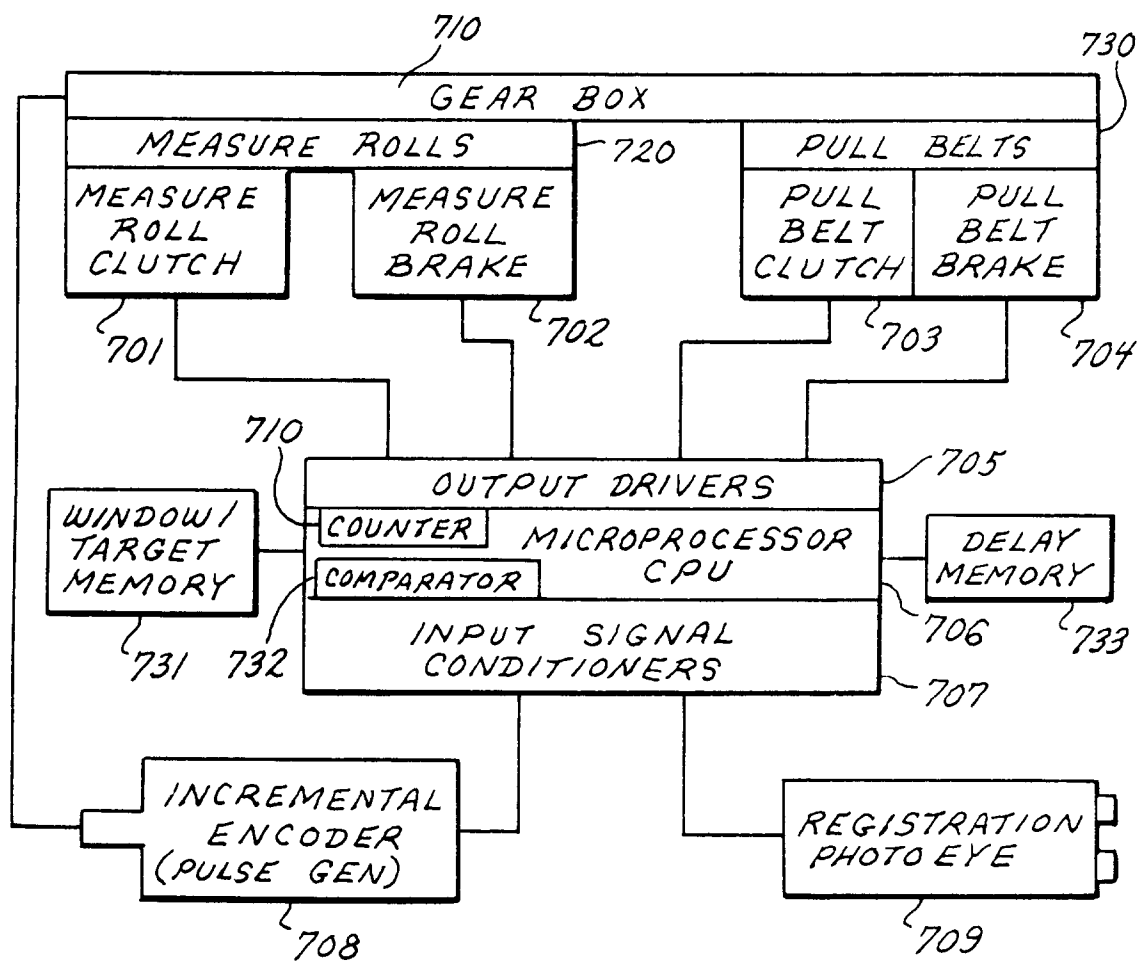 710
730
GEAR BOX
MEASURE ROLLS
720
PULL BELTS
MEASURE
ROLL
CLUTCH
MEASURE
ROLL
BRAKE
PULL
BELT
CLUTCH
PULL
BELT
BRAKE
701
702
703
704
710
705
OUTPUT DRIVERS
WINDOW/
TARGET
MEMORY
COUNTER
MICROPROCESSOR
CPU
DELAY
MEMORY
COMPARATOR
731
732
706
733
INPUT SIGNAL
CONDITIONERS
707
INCREMENTAL
ENCODER
(PULSE GEN)
REGISTRATION
PHOTO EYE
708
709